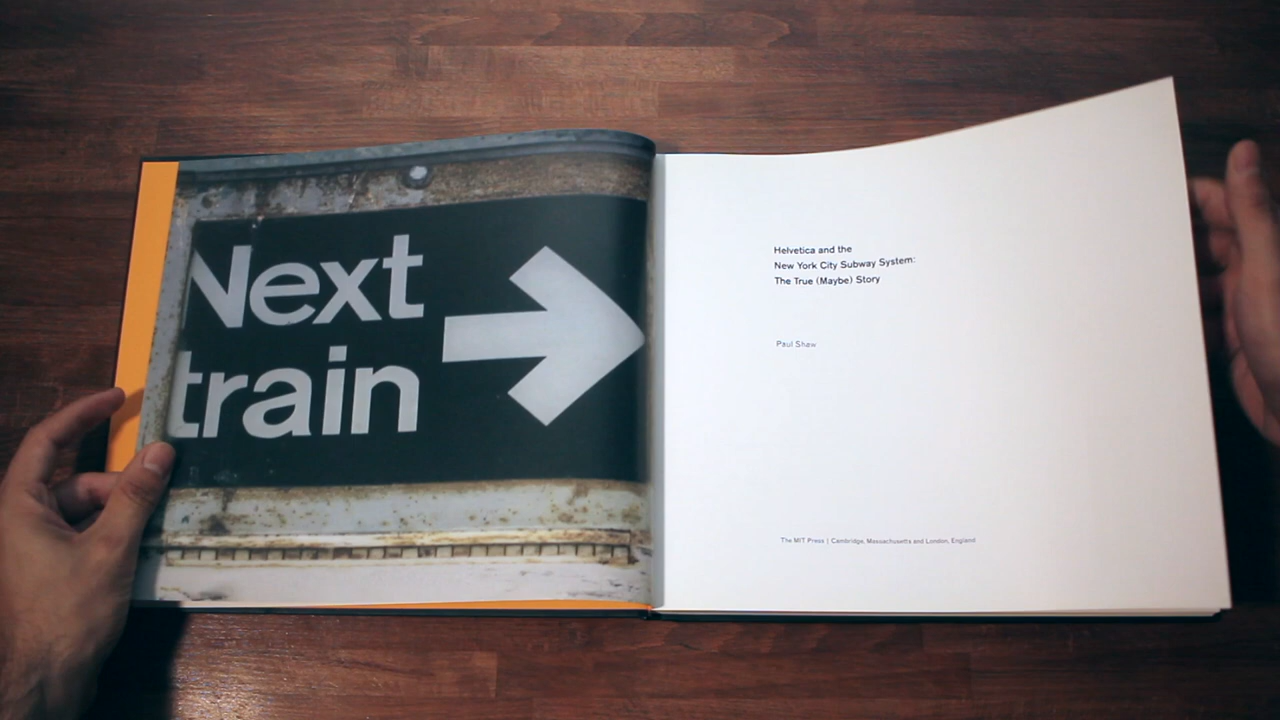 Next
train
Helvetica and the
New York City Subway System:
The True (Maybe) Story
Paul Shaw
The MIT Press | Cambridge, Massachusetts and London, England